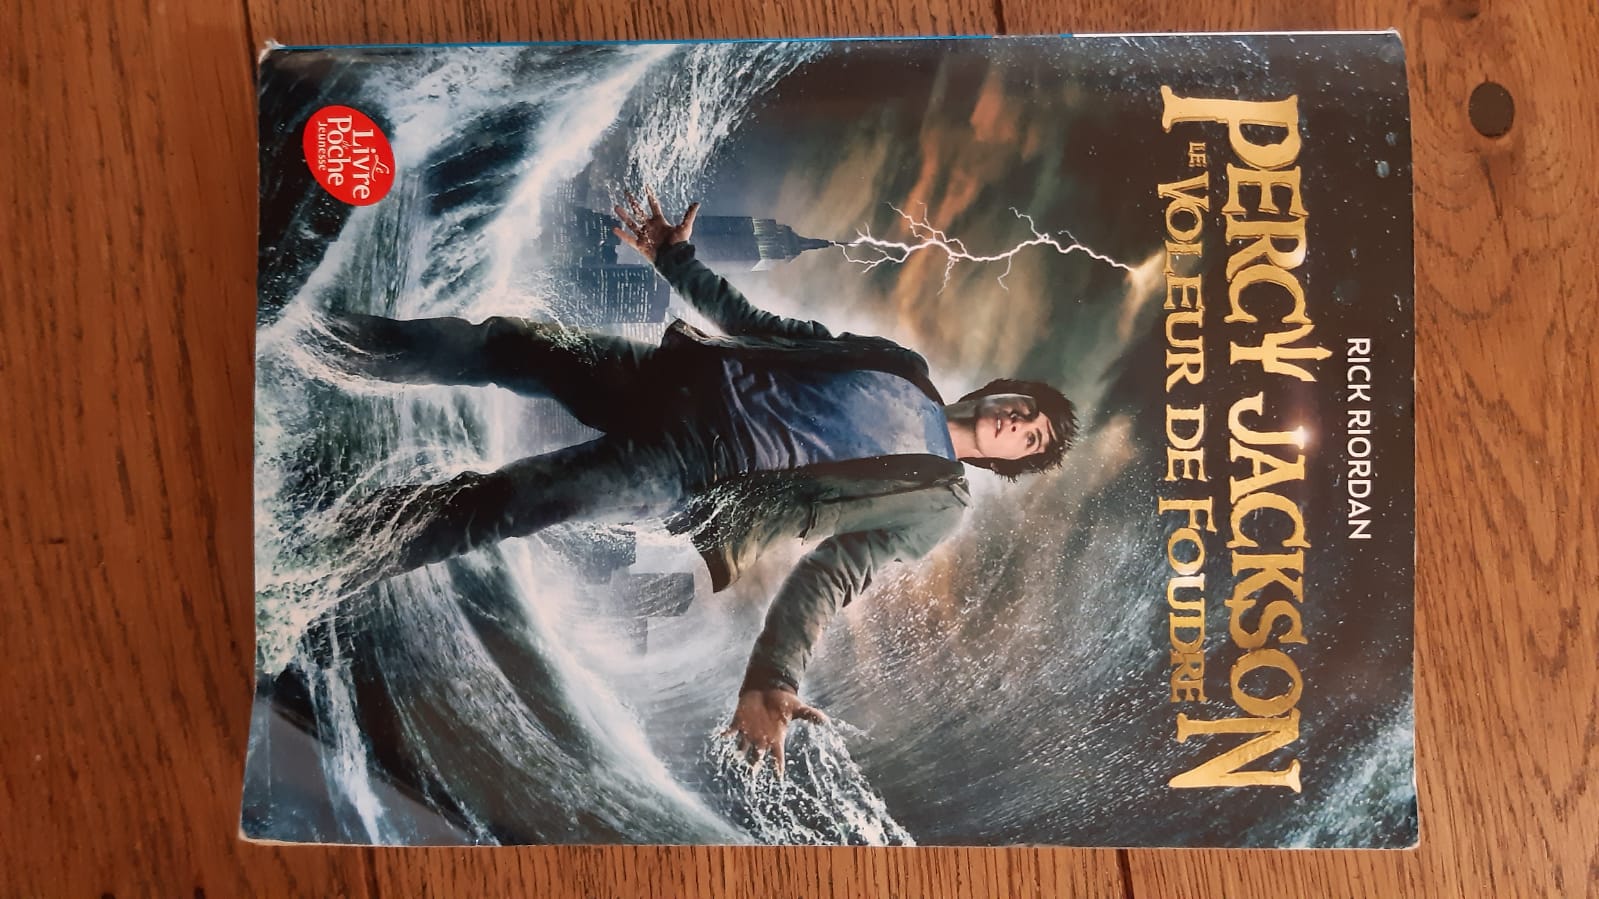 RICK RIORDAN
PERCY JACKSON
LE VOLEUR DE FOUDRE
Le
Livre
de
Poche
Jeunesse